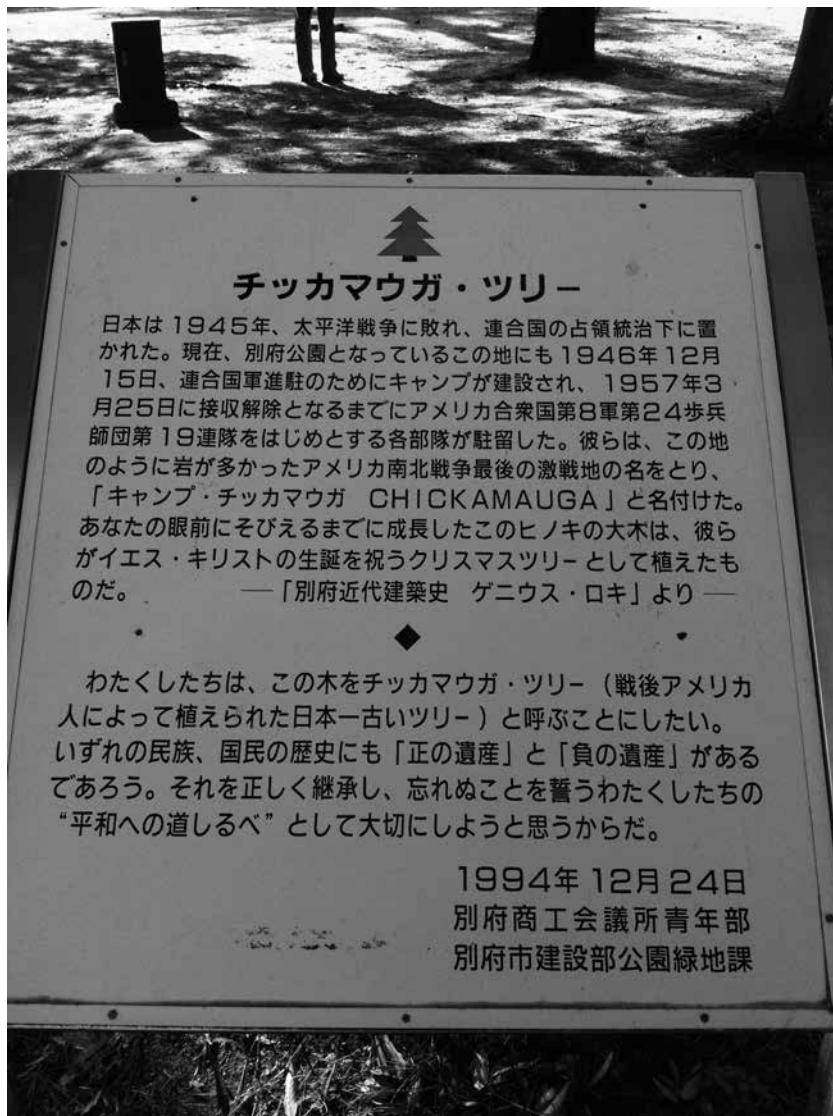 チッカマウガ・ツリー
日本は1945年、太平洋戦争に敗れ、連合国の占領統治下に置
かれた。現在、別府公園となっているこの地にも1946年12月
15日、連合国軍進駐のためにキャンプが建設され、1957年3
月25日に接収解除となるまでにアメリカ合衆国第8軍第24歩兵
師団第19連隊をはじめとする各部隊が駐留した。彼らは、この地
のように岩が多かったアメリカ南北戦争最後の激戦地の名をとり、
「キャンプ・チッカマウガ CHICKAMAUGA」と名付けた。
あなたの眼前にそびえるまでに成長したこのヒノキの大木は、彼ら
がイエス・キリストの生誕を祝うクリスマスツリーとして植えたも
のだ。 ―「別府近代建築史 ゲニウス・ロキ」より―
わたくしたちは、この木をチッカマウガ・ツリー（戦後アメリカ
人によって植えられた日本一古いツリー）と呼ぶことにしたい。
いずれの民族、国民の歴史にも「正の遺産」と「負の遺産」がある
であろう。それを正しく継承し、忘れぬことを誓うわたくしたちの
“平和への道しるべ”として大切にしようと思うからだ。
1994年12月24日
別府商工会議所青年部
別府市建設部公園緑地課